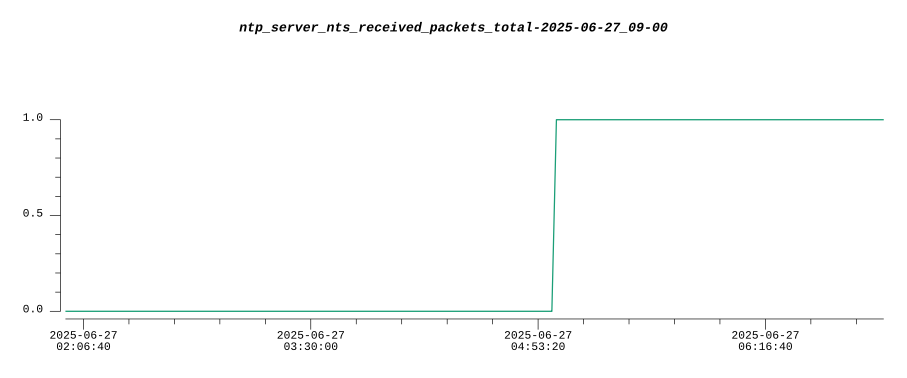 ntp_server_nts_received_packets_total-2025-06-27_09-00
1.0
0.5
0.0
2025-06-27 2025-06-27 2025-06-27 2025-06-27
02:06:40 03:30:00 04:53:20 06:16:40